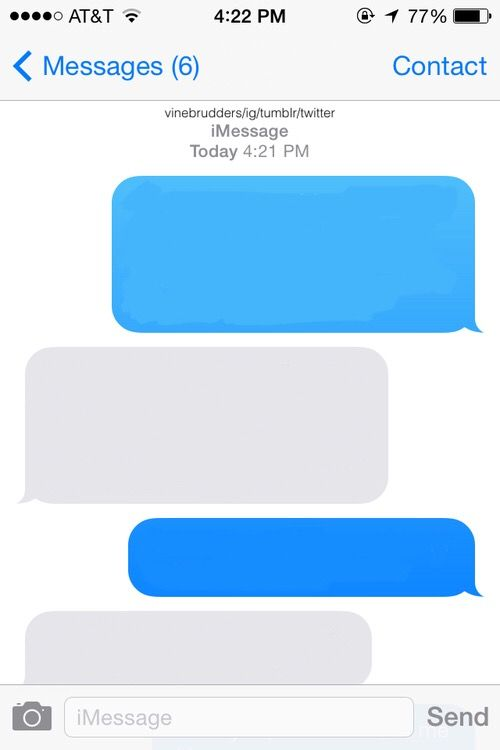 AT&T 4:22 PM 77%
Messages (6) Contact
vinebrudders/ig/tumblr/twitter
iMessage
Today 4:21 PM
iMessage Send